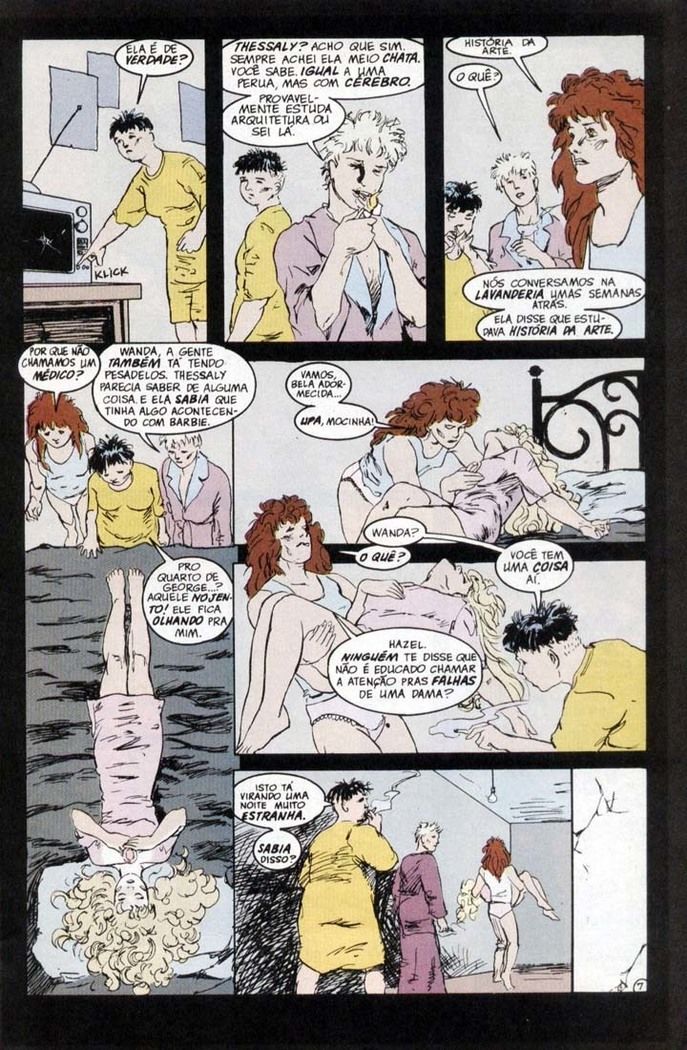 ELA É DE
VERDADE?
KLICK
THESSALY? ACHO QUE SIM.
SEMPRE ACHEI ELA MEIO CHATA.
VOCÊ SABE. IGUAL A UMA
PERUA, MAS COM CÉREBRO.
PROVAVEL-
MENTE ESTUDA
ARQUITETURA OU
SEI LÁ.
HISTÓRIA DA
ARTE.
O QUÊ?
NÓS CONVERSAMOS NA
LAVANDERIA UMAS SEMANAS
ATRÁS.
ELA DISSE QUE ESTU-
DAVA HISTÓRIA DA ARTE.
POR QUE NÃO
CHAMAMOS UM
MÉDICO?
WANDA, A GENTE
TAMBÉM TÁ TENDO
PESADELOS. THESSALY
PARECIA SABER DE ALGUMA
COISA. E ELA SABIA QUE
TINHA ALGO ACONTECEN-
DO COM BARBIE.
PRO
QUARTO DE
GEORGE...?
AQUELE NOJEN-
TO! ELE FICA
OLHANDO PRA
MIM.
VAMOS,
BELA ADOR-
MECIDA...
UPA, MOCINHA!
WANDA?
O QUÊ?
VOCÊ TEM
UMA COISA
AÍ.
HAZEL.
NINGUÉM TE DISSE QUE
NÃO É EDUCADO CHAMAR
A ATENÇÃO PRAS FALHAS
DE UMA DAMA?
ISTO TÁ
VIRANDO UMA
NOITE MUITO
ESTRANHA.
SABIA
DISSO?
7